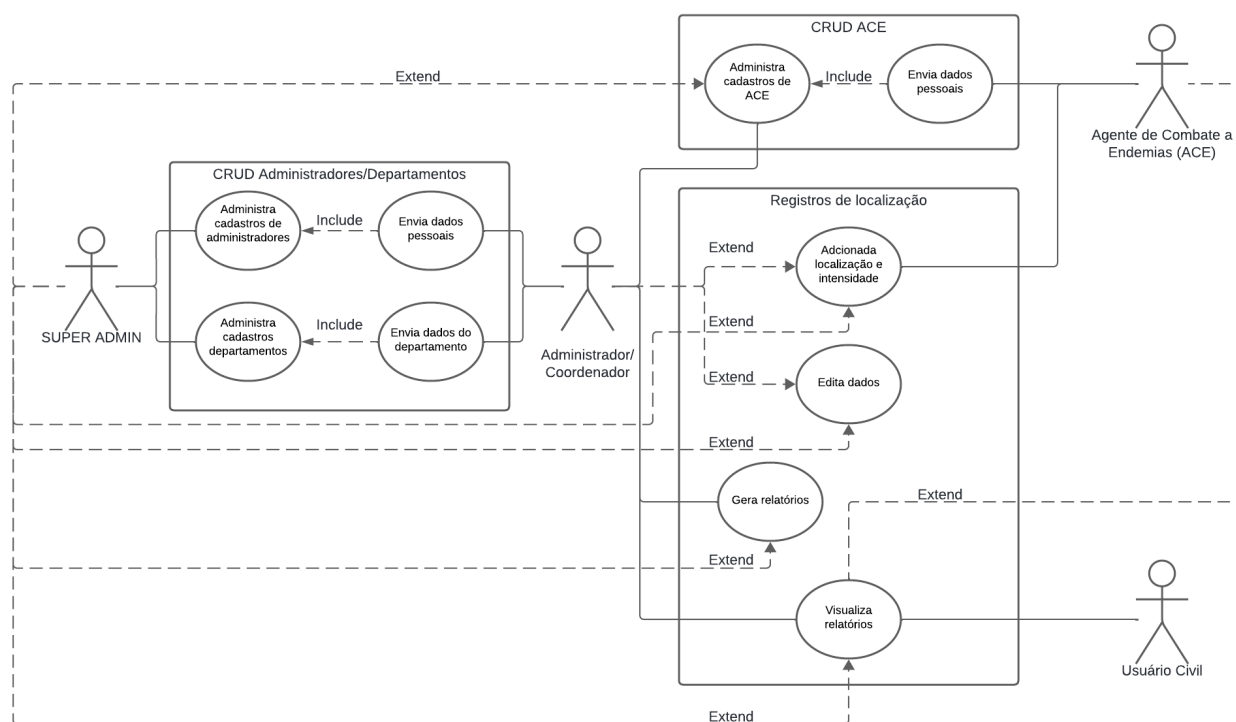 CRUD ACE
Administra
cadastros de
ACE
Include
Envia dados
pessoais
Extend
Agente de Combate a
Endemias (ACE)
CRUD Administradores/Departamentos
Administra
cadastros de
administradores
Include
Envia dados
pessoais
Administra
cadastros
departamentos
Include
Envia dados do
departamento
SUPER ADMIN
Administrador/
Coordenador
Registros de localização
Extend
Adcionada
localização e
intensidade
Extend
Extend
Edita dados
Extend
Gera relatórios
Extend
Extend
Visualiza
relatórios
Usuário Civil
Extend